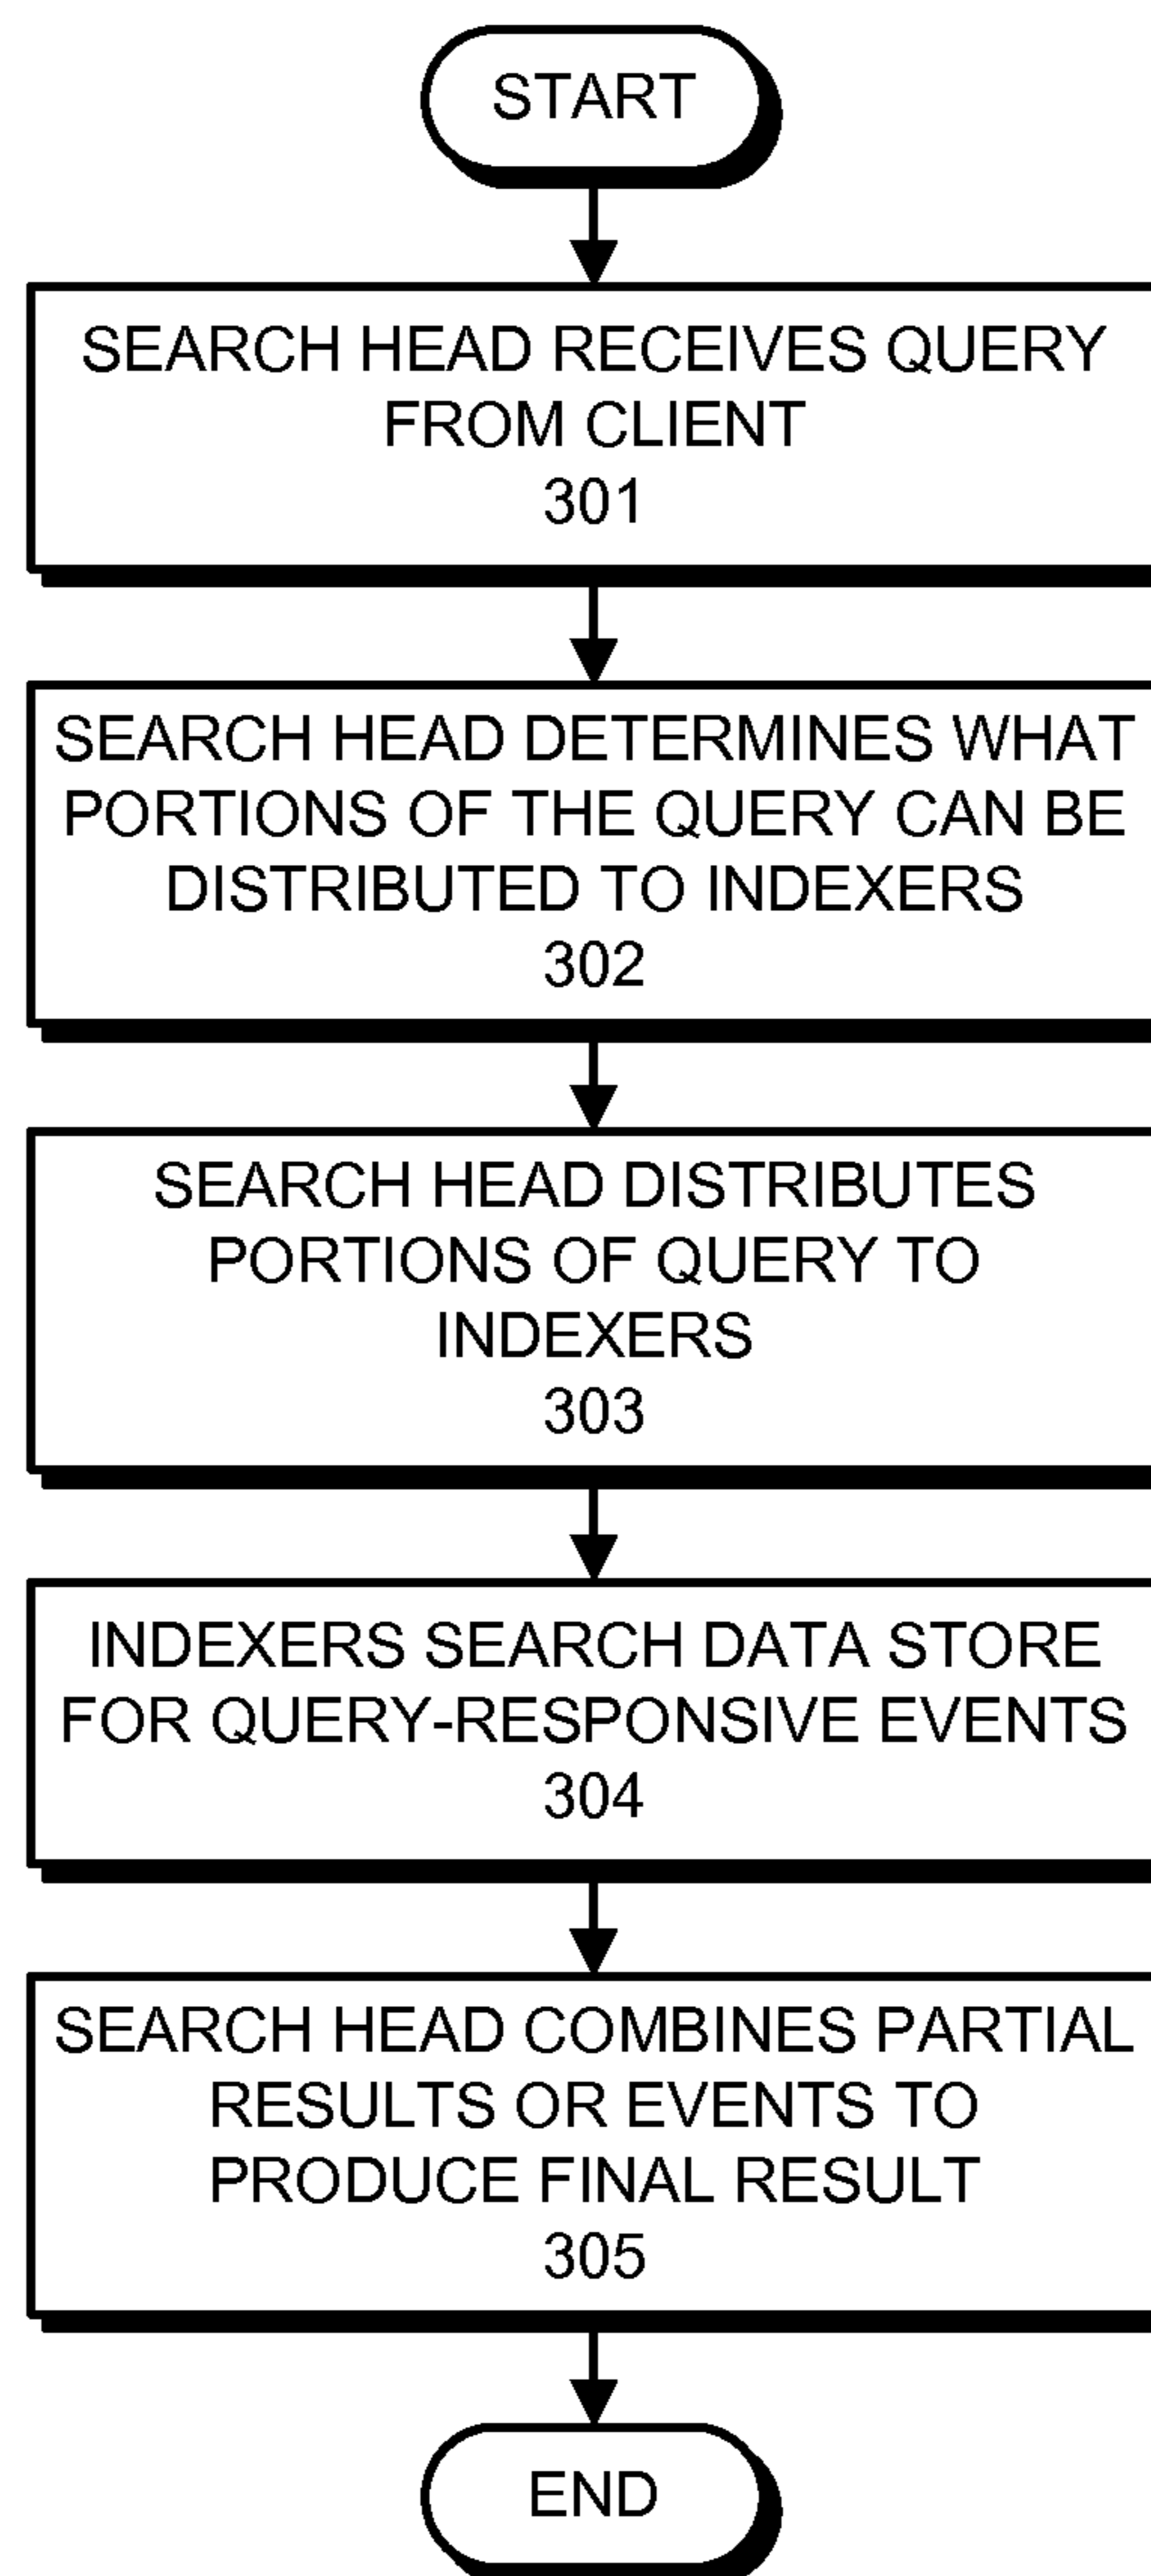 START
SEARCH HEAD RECEIVES QUERY
FROM CLIENT
301
SEARCH HEAD DETERMINES WHAT
PORTIONS OF THE QUERY CAN BE
DISTRIBUTED TO INDEXERS
302
SEARCH HEAD DISTRIBUTES
PORTIONS OF QUERY TO
INDEXERS
303
INDEXERS SEARCH DATA STORE
FOR QUERY-RESPONSIVE EVENTS
304
SEARCH HEAD COMBINES PARTIAL
RESULTS OR EVENTS TO
PRODUCE FINAL RESULT
305
END